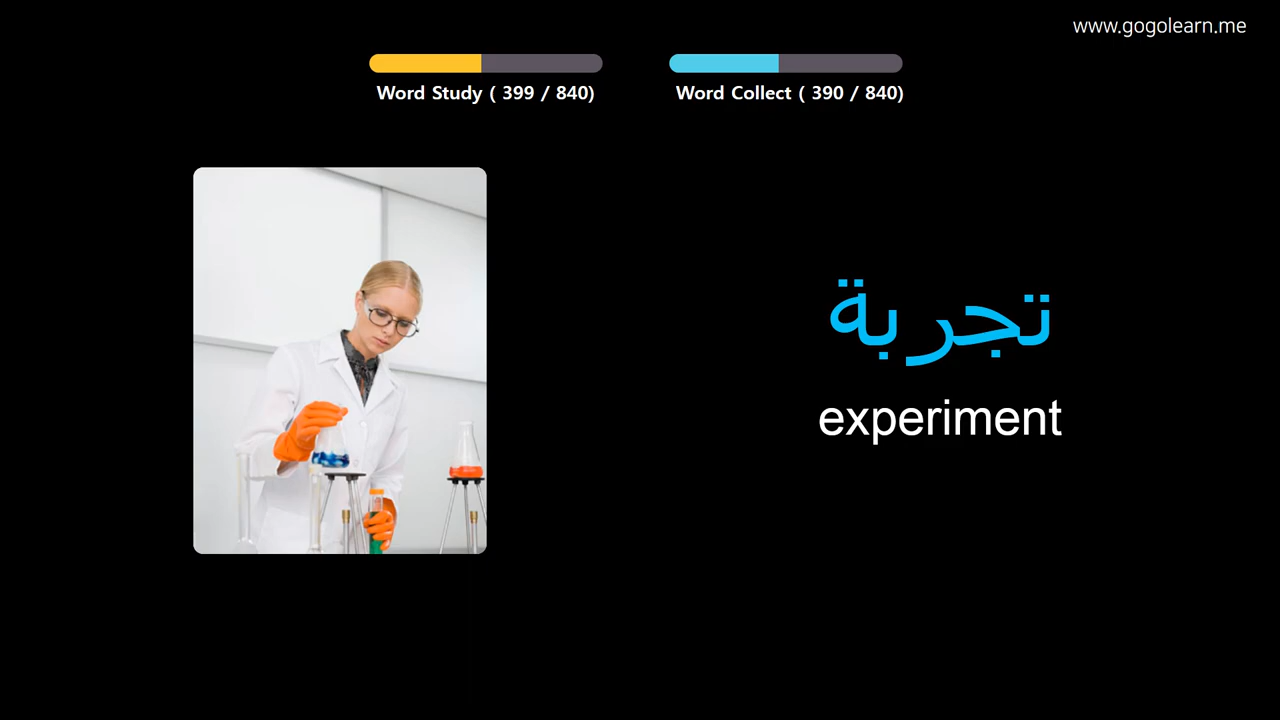 www.gogolearn.me
Word Study ( 399 / 840)
Word Collect ( 390 / 840)
تجربة
experiment